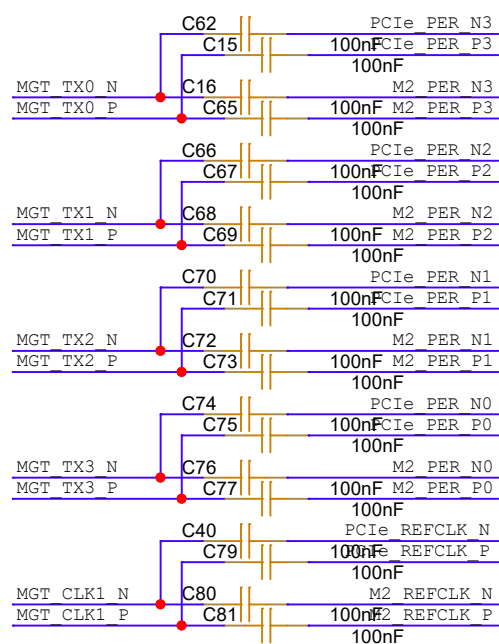 C62 PCIe_PER_N3
C15 100nF PCIe_PER_P3
100nF
MGT_TX0_N C16 M2_PER_N3
MGT_TX0_P C65 100nF M2_PER_P3
100nF
C66 PCIe_PER_N2
C67 100nF PCIe_PER_P2
100nF
MGT_TX1_N C68 M2_PER_N2
MGT_TX1_P C69 100nF M2_PER_P2
100nF
C70 PCIe_PER_N1
C71 100nF PCIe_PER_P1
100nF
MGT_TX2_N C72 M2_PER_N1
MGT_TX2_P C73 100nF M2_PER_P1
100nF
C74 PCIe_PER_N0
C75 100nF PCIe_PER_P0
100nF
MGT_TX3_N C76 M2_PER_N0
MGT_TX3_P C77 100nF M2_PER_P0
100nF
C40 PCIe_REFCLK_N
C79 100nF PCIe_REFCLK_P
100nF
MGT_CLK1_N C80 M2_REFCLK_N
MGT_CLK1_P C81 100nF M2_REFCLK_P
100nF